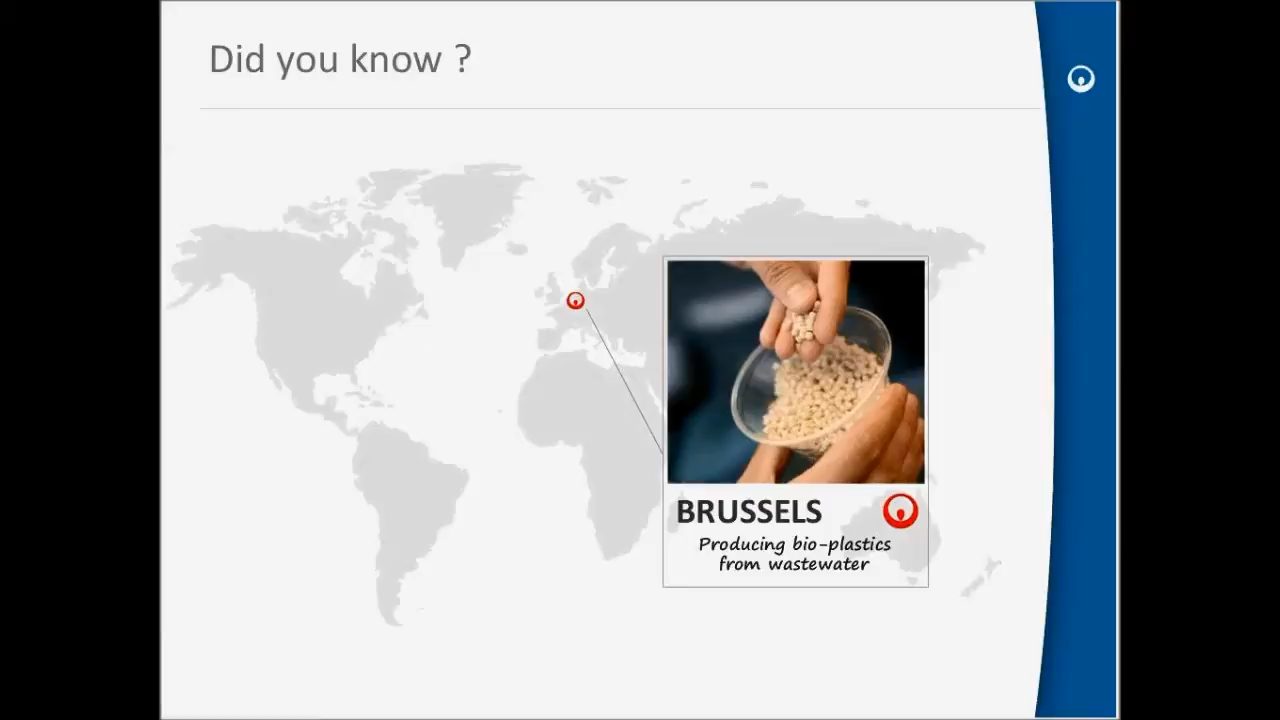 Did you know ?
BRUSSELS
Producing bio-plastics
from wastewater